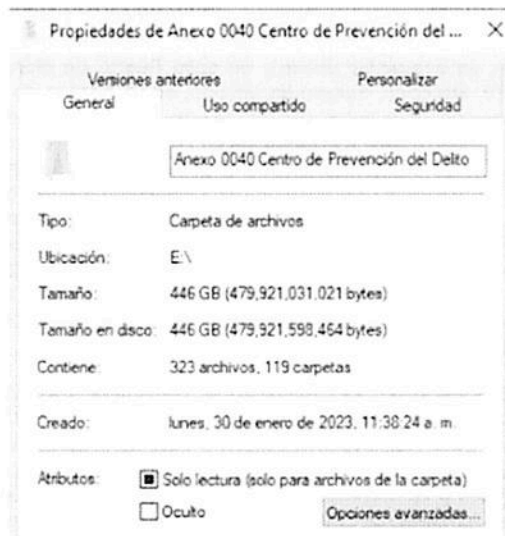 Propiedades de Anexo 0040 Centro de Prevención del ...
Versiones anteriores Personalizar
General Uso compartido Seguridad
Anexo 0040 Centro de Prevención del Delito
Tipo: Carpeta de archivos
Ubicación: E:\
Tamaño: 446 GB (479,921,031,021 bytes)
Tamaño en disco: 446 GB (479,921,598,464 bytes)
Contiene: 323 archivos, 119 carpetas
Creado: lunes, 30 de enero de 2023, 11:38:24 a. m.
Atributos: Solo lectura (solo para archivos de la carpeta)
Oculto Opciones avanzadas...